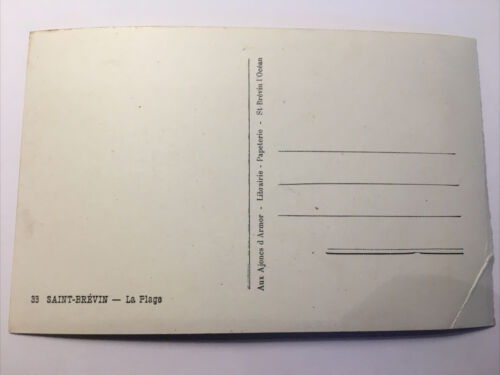 33 SAINT-BRÉVIN — La Plage
Aux Ajoncs d'Armor - Librairie - Papeterie - St-Brévin l'Océan